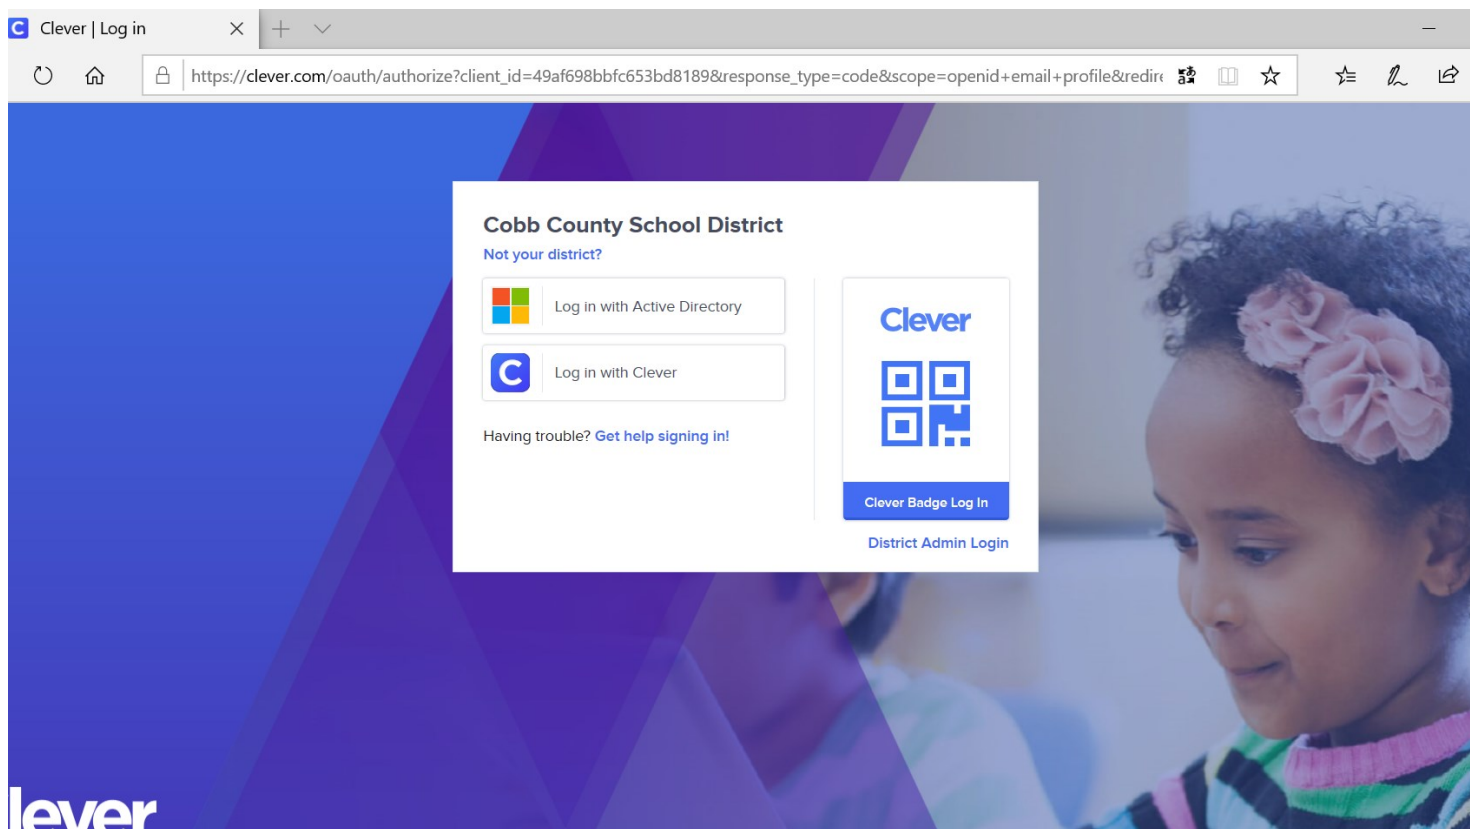 Clever | Log in
https://clever.com/oauth/authorize?client_id=49af698bbfc653bd8189&response_type=code&scope=openid+email+profile&redire
Cobb County School District
Not your district?
Log in with Active Directory
Log in with Clever
Having trouble? Get help signing in!
Clever
Clever Badge Log In
District Admin Login
lever